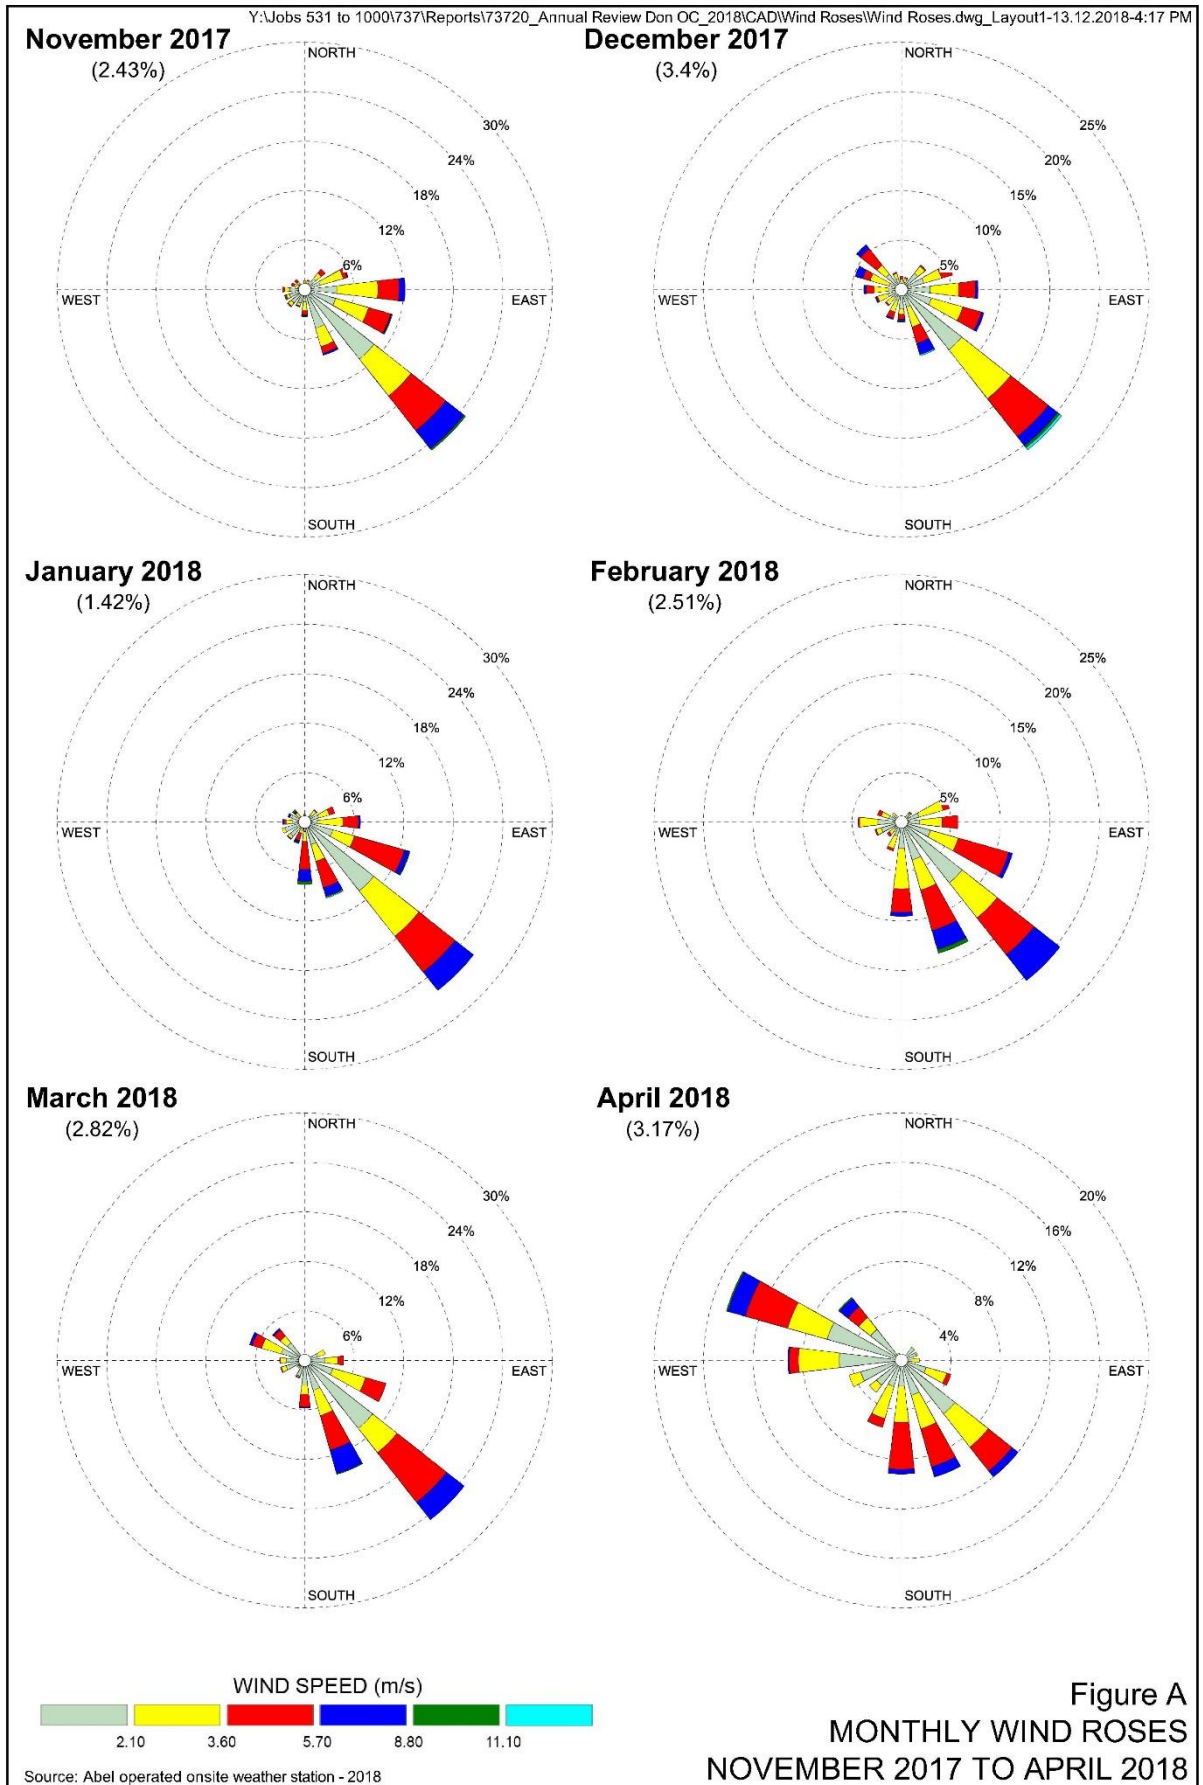 Y:\Jobs 531 to 1000\737\Reports\73720_Annual Review Don OC_2018\CAD\Wind Roses\Wind Roses.dwg_Layout1-13.12.2018-4:17 PM
November 2017
(2.43%)
NORTH
30%
24%
18%
12%
6%
WEST
EAST
SOUTH
December 2017
(3.4%)
NORTH
25%
20%
15%
10%
5%
WEST
EAST
SOUTH
January 2018
(1.42%)
NORTH
30%
24%
18%
12%
6%
WEST
EAST
SOUTH
February 2018
(2.51%)
NORTH
25%
20%
15%
10%
5%
WEST
EAST
SOUTH
March 2018
(2.82%)
NORTH
30%
24%
18%
12%
6%
WEST
EAST
SOUTH
April 2018
(3.17%)
NORTH
20%
16%
12%
8%
4%
WEST
EAST
SOUTH
WIND SPEED (m/s)
2.10 3.60 5.70 8.80 11.10
Source: Abel operated onsite weather station - 2018
Figure A
MONTHLY WIND ROSES
NOVEMBER 2017 TO APRIL 2018